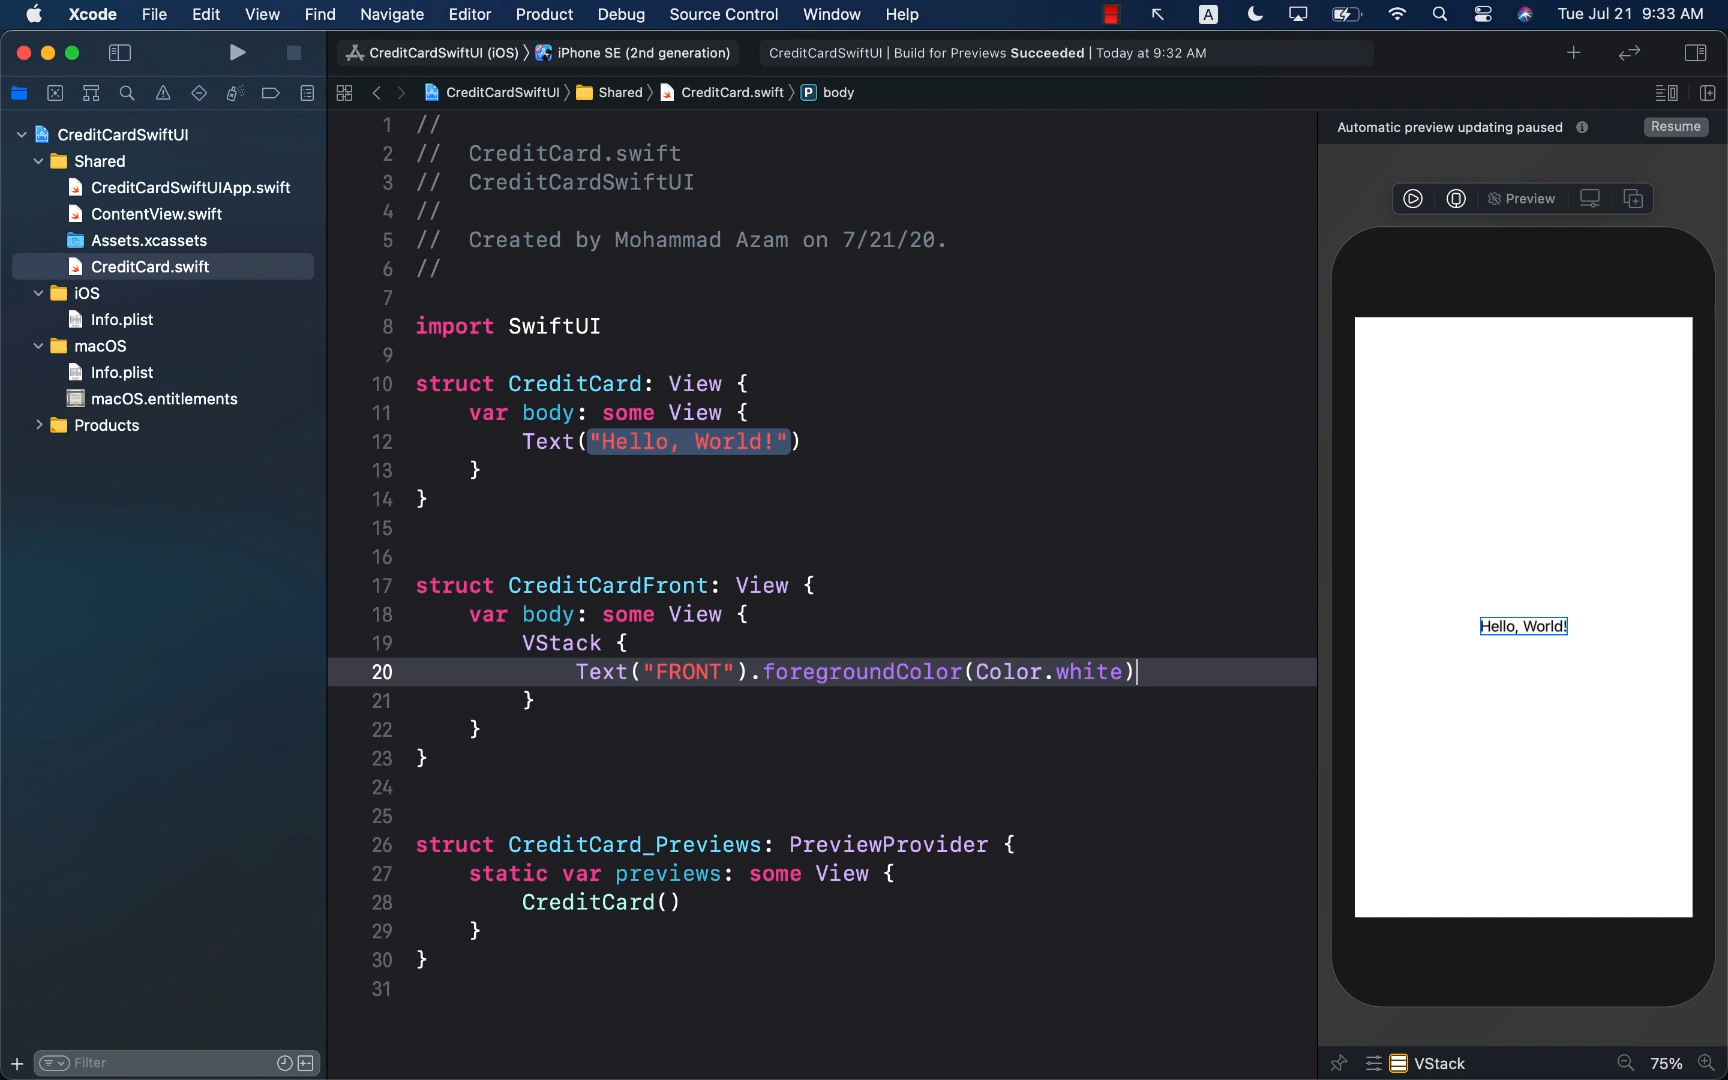 Xcode File Edit View Find Navigate Editor Product Debug Source Control Window Help A Tue Jul 21 9:33 AM
CreditCardSwiftUI (iOS) iPhone SE (2nd generation) CreditCardSwiftUI | Build for Previews Succeeded | Today at 9:32 AM
CreditCardSwiftUI Shared CreditCard.swift P body
CreditCardSwiftUI
Shared
CreditCardSwiftUIApp.swift
ContentView.swift
Assets.xcassets
CreditCard.swift
iOS
Info.plist
macOS
Info.plist
macOS.entitlements
Products
Filter
1 //
2 //  CreditCard.swift
3 //  CreditCardSwiftUI
4 //
5 //  Created by Mohammad Azam on 7/21/20.
6 //
7
8 import SwiftUI
9
10 struct CreditCard: View {
11     var body: some View {
12         Text("Hello, World!")
13     }
14 }
15
16
17 struct CreditCardFront: View {
18     var body: some View {
19         VStack {
20             Text("FRONT").foregroundColor(Color.white)
21         }
22     }
23 }
24
25
26 struct CreditCard_Previews: PreviewProvider {
27     static var previews: some View {
28         CreditCard()
29     }
30 }
31
Automatic preview updating paused Resume
Preview
Hello, World!
VStack 75%